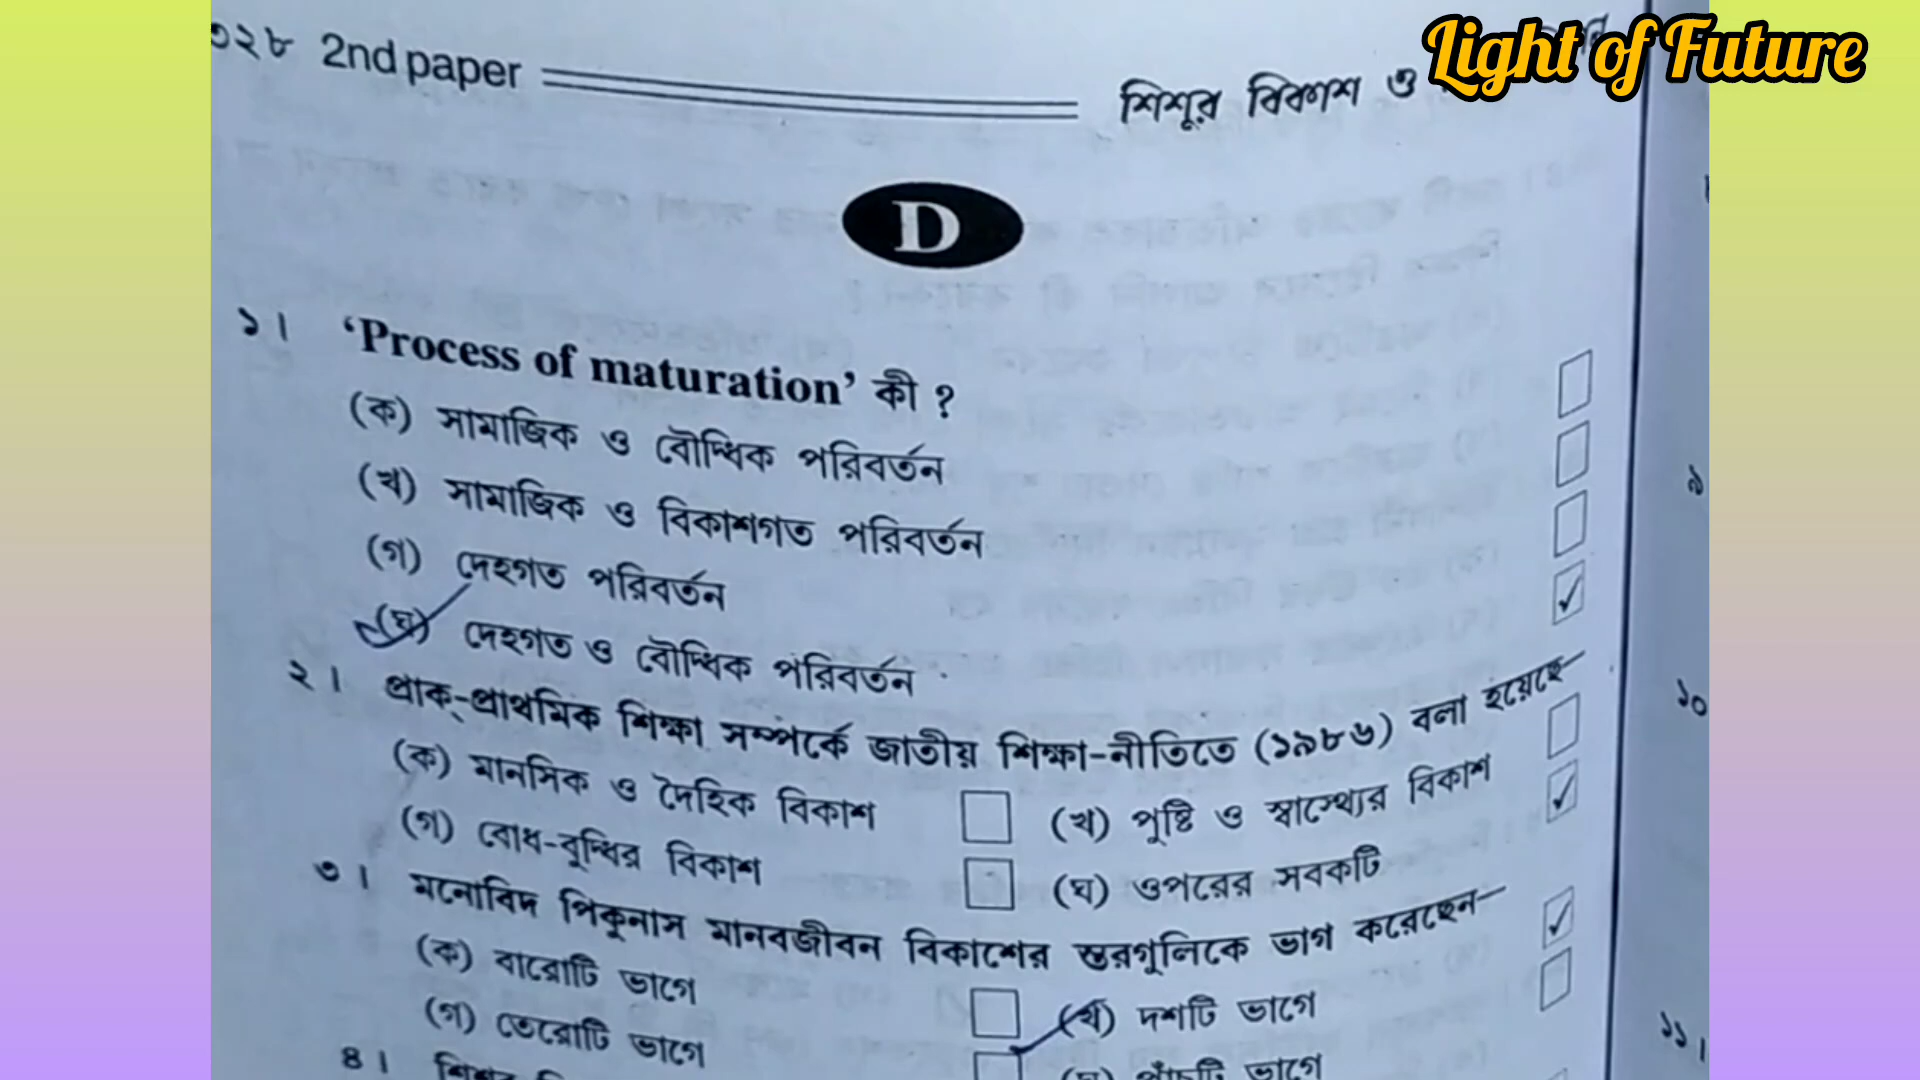 Light of Future
৩২৮ 2nd paper
শিশুর বিকাশ ও
D
১। ‘Process of maturation’ কী ?
(ক) সামাজিক ও বৌদ্ধিক পরিবর্তন
(খ) সামাজিক ও বিকাশগত পরিবর্তন
(গ) দেহগত পরিবর্তন
(ঘ) দেহগত ও বৌদ্ধিক পরিবর্তন
২। প্রাক্-প্রাথমিক শিক্ষা সম্পর্কে জাতীয় শিক্ষা-নীতিতে (১৯৮৬) বলা হয়েছে—
(ক) মানসিক ও দৈহিক বিকাশ (খ) পুষ্টি ও স্বাস্থ্যের বিকাশ
(গ) বোধ-বুদ্ধির বিকাশ (ঘ) ওপরের সবকটি
৩। মনোবিদ পিকুনাস মানবজীবন বিকাশের স্তরগুলিকে ভাগ করেছেন—
(ক) বারোটি ভাগে (খ) দশটি ভাগে
(গ) তেরোটি ভাগে (ঘ) পাঁচটি ভাগে
৪।
৯
১০
১১।